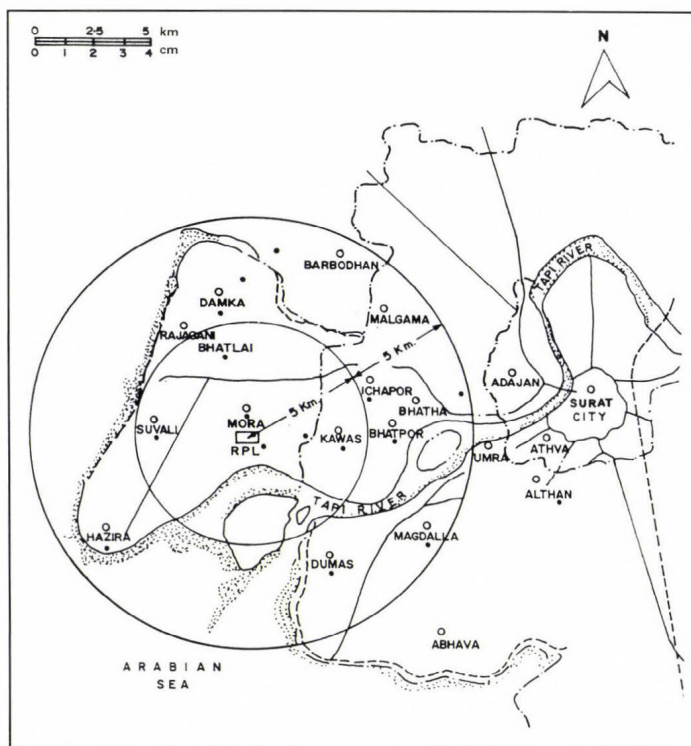 0 2·5 5 km
0 1 2 3 4 cm
N
TAPI RIVER
BARBODHAN
DAMKA
MALGAMA
RAJAGARI
BHATLAI
5 Km.
ADAJAN
ICHAPOR
5 Km.
BHATHA
SURAT
CITY
MORA
SUVALI
KAWAS
BHATPOR
RPL
UMRA
ATHVA
ALTHAN
TAPI RIVER
HAZIRA
MAGDALLA
DUMAS
ABHAVA
ARABIAN
SEA